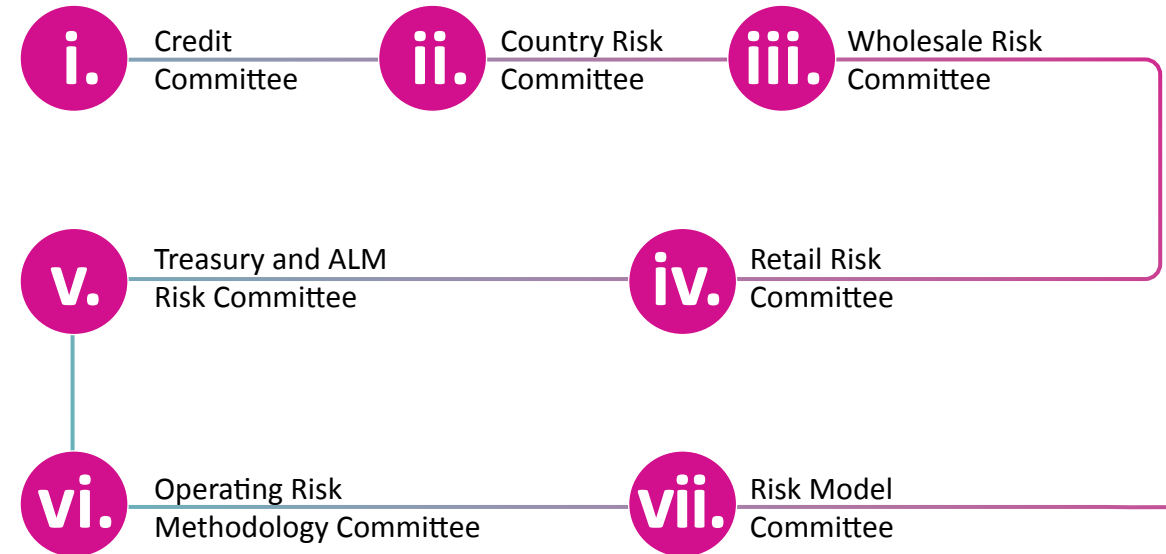 i.
Credit
Committee
ii.
Country Risk
Committee
iii.
Wholesale Risk
Committee
iv.
Retail Risk
Committee
v.
Treasury and ALM
Risk Committee
vi.
Operating Risk
Methodology Committee
vii.
Risk Model
Committee